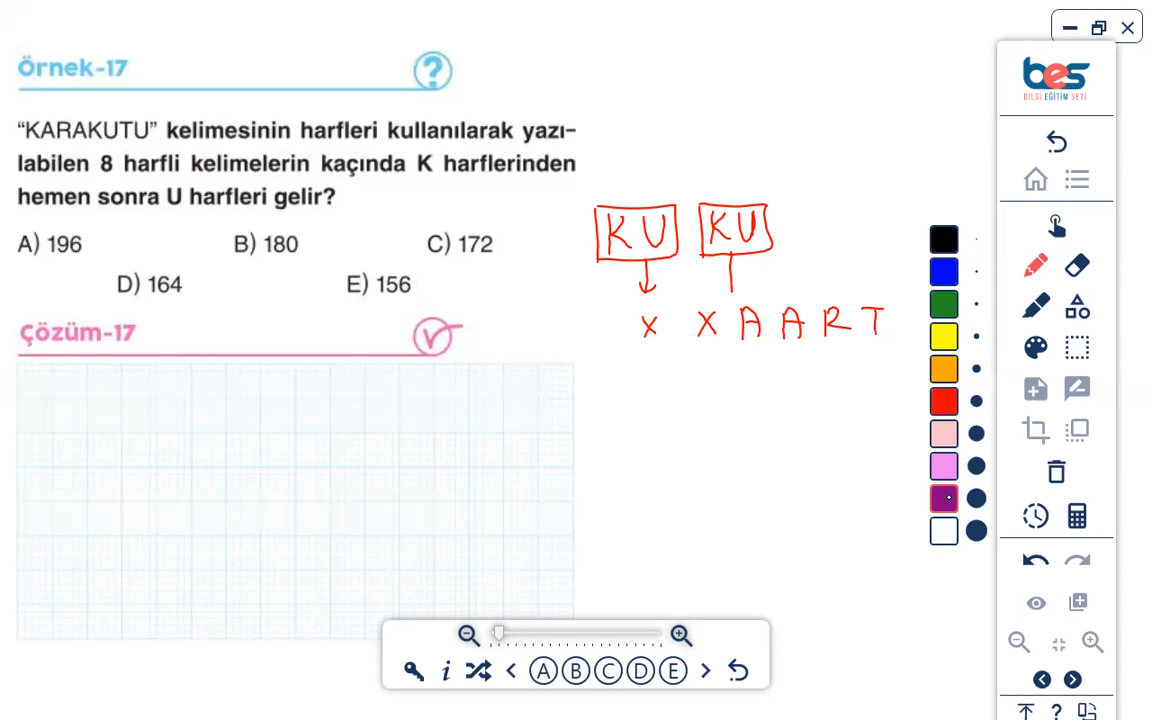 Örnek-17
?
“KARAKUTU” kelimesinin harfleri kullanılarak yazı-
labilen 8 harfli kelimelerin kaçında K harflerinden
hemen sonra U harfleri gelir?
A) 196 B) 180 C) 172
D) 164 E) 156
Çözüm-17
KU KU
x x A A R T
bes
BİLGİ EĞİTİM SETİ
i A B C D E
?